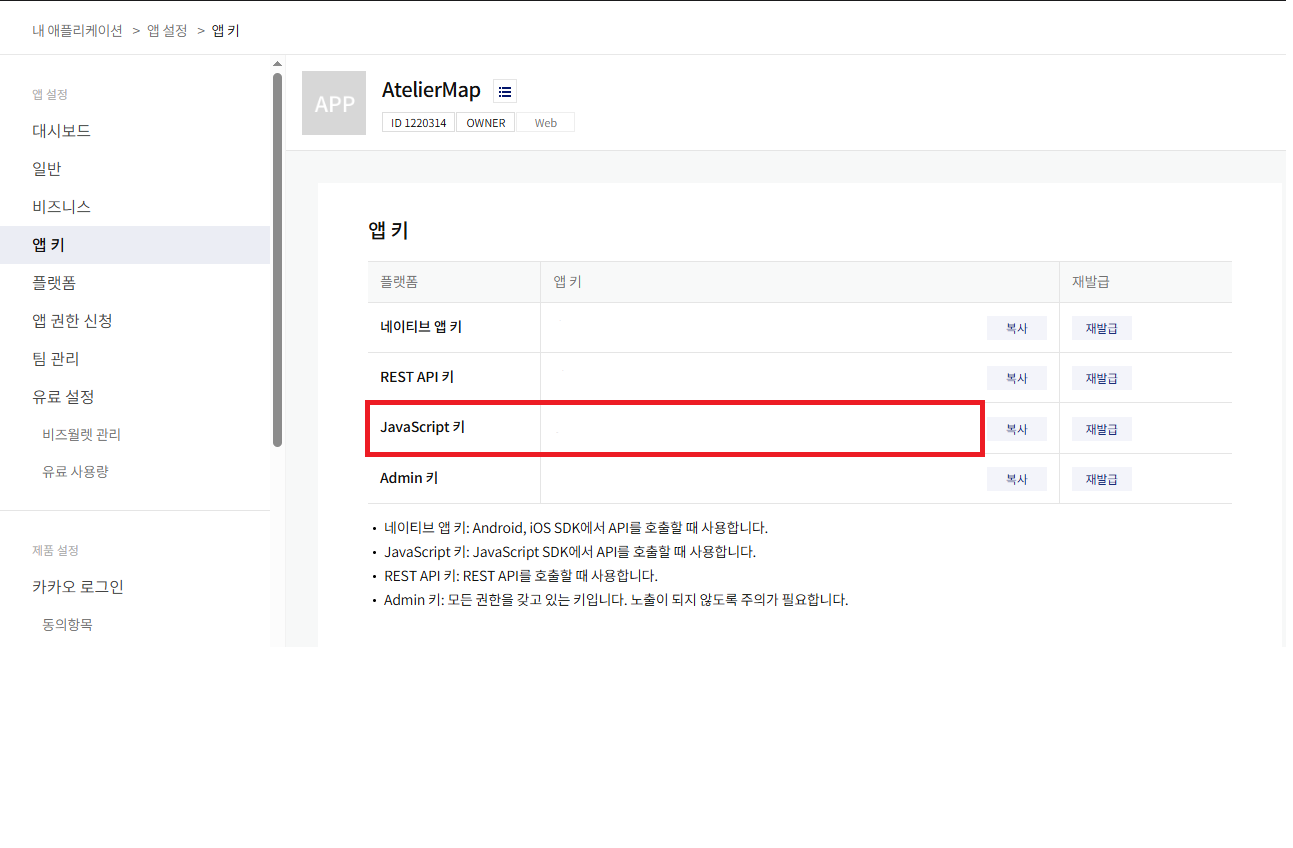 내 애플리케이션 > 앱 설정 > 앱 키
앱 설정
대시보드
일반
비즈니스
앱 키
플랫폼
앱 권한 신청
팀 관리
유료 설정
비즈월렛 관리
유료 사용량
제품 설정
카카오 로그인
동의항목
APP
AtelierMap
ID 1220314 OWNER Web
앱 키
플랫폼 앱 키 재발급
네이티브 앱 키 복사 재발급
REST API 키 복사 재발급
JavaScript 키 복사 재발급
Admin 키 복사 재발급
• 네이티브 앱 키: Android, iOS SDK에서 API를 호출할 때 사용합니다.
• JavaScript 키: JavaScript SDK에서 API를 호출할 때 사용합니다.
• REST API 키: REST API를 호출할 때 사용합니다.
• Admin 키: 모든 권한을 갖고 있는 키입니다. 노출이 되지 않도록 주의가 필요합니다.